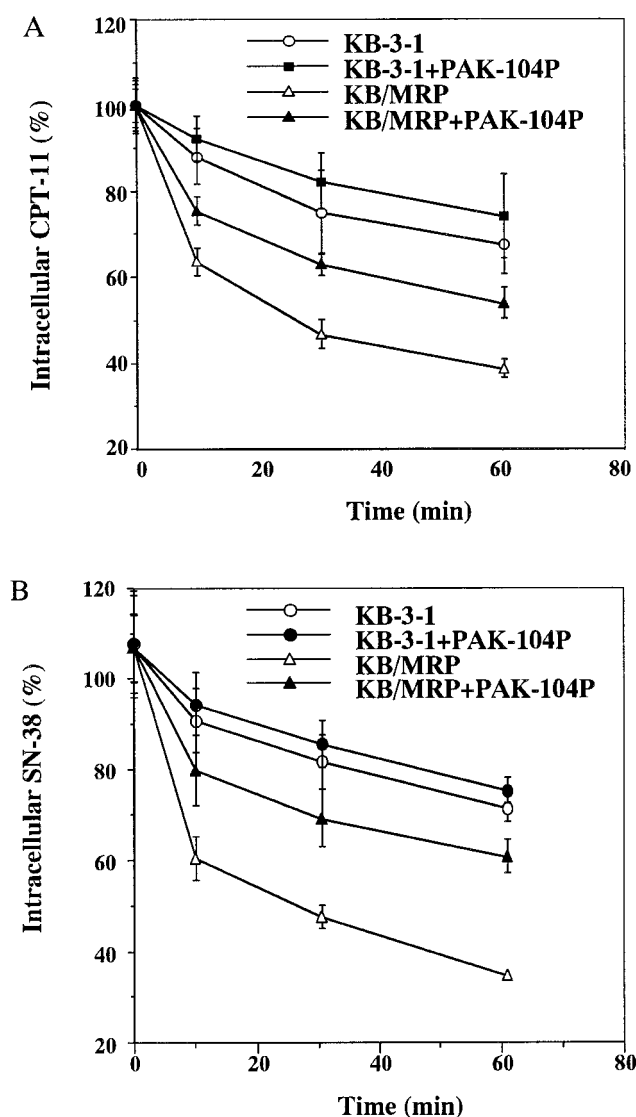 A
KB-3-1
KB-3-1+PAK-104P
KB/MRP
KB/MRP+PAK-104P
Intracellular CPT-11 (%)
120
100
80
60
40
20
0 20 40 60 80
Time (min)
B
KB-3-1
KB-3-1+PAK-104P
KB/MRP
KB/MRP+PAK-104P
Intracellular SN-38 (%)
120
100
80
60
40
20
0 20 40 60 80
Time (min)